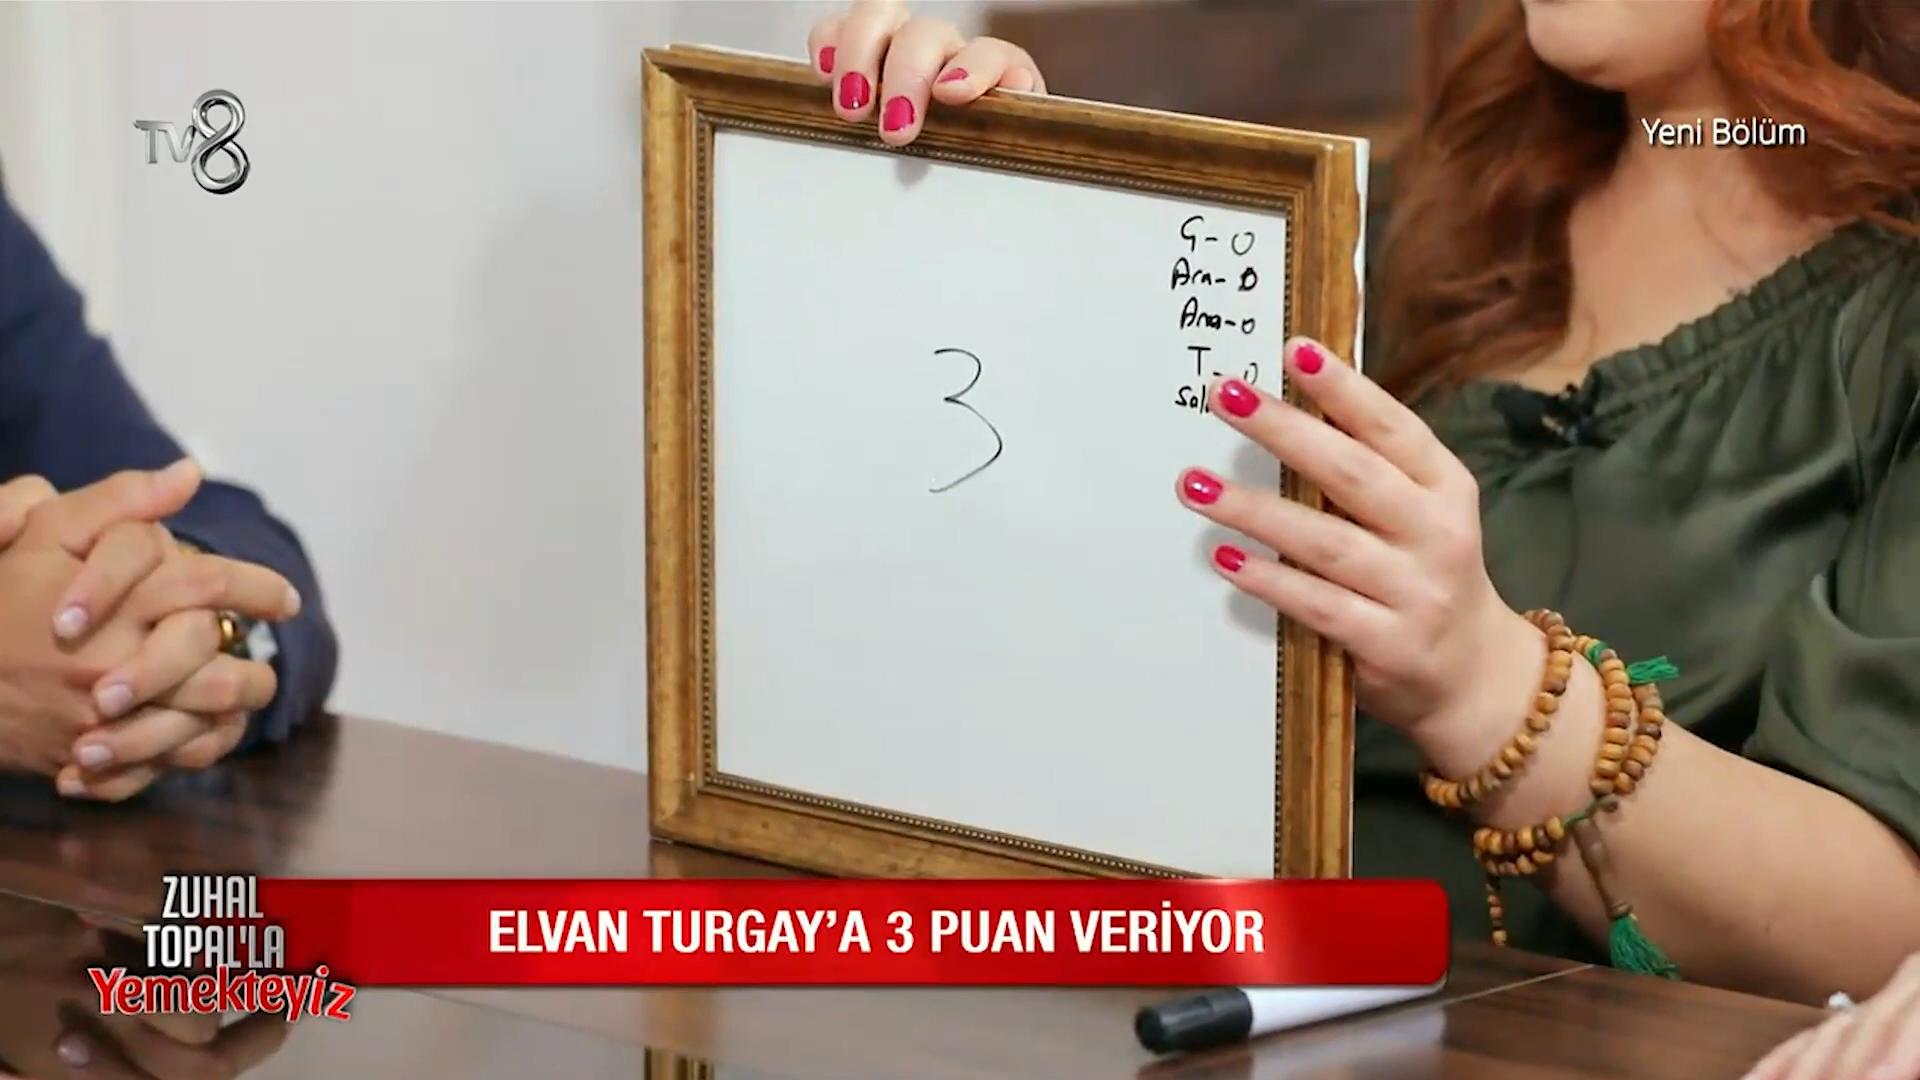 TV8
Yeni Bölüm
G- 0
Ara- 0
Ana- 0
T- 0
3
ZUHAL
TOPAL'LA
Yemekteyiz
ELVAN TURGAY'A 3 PUAN VERİYOR